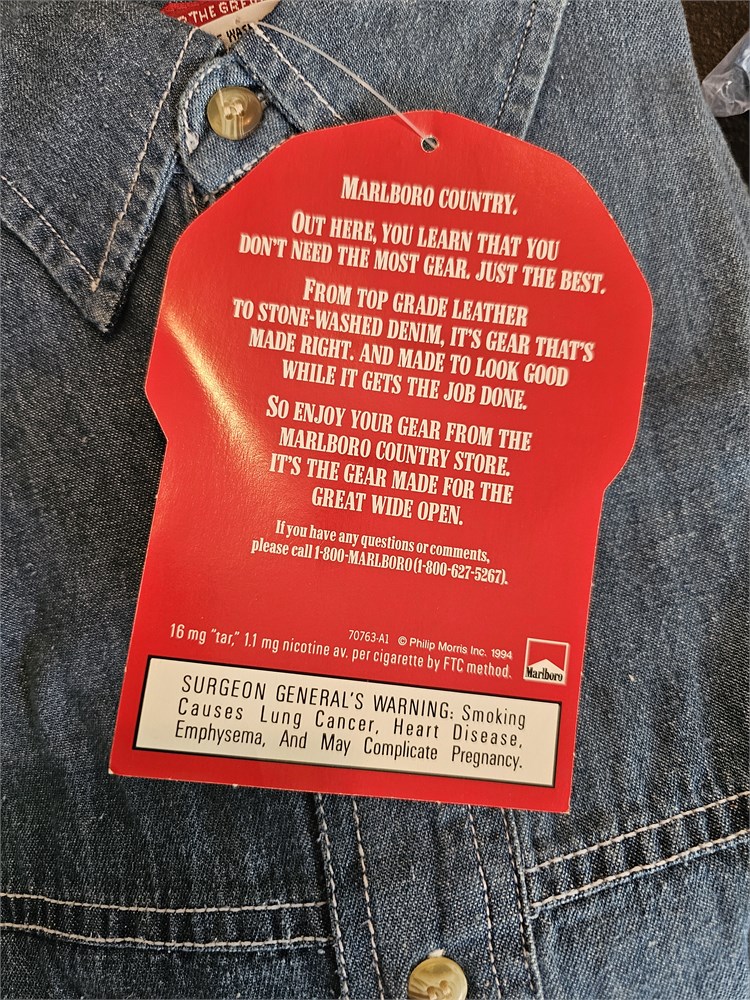 THE GREA
WAS
MARLBORO COUNTRY.
OUT HERE, YOU LEARN THAT YOU
DON'T NEED THE MOST GEAR. JUST THE BEST.
FROM TOP GRADE LEATHER
TO STONE-WASHED DENIM, IT'S GEAR THAT'S
MADE RIGHT. AND MADE TO LOOK GOOD
WHILE IT GETS THE JOB DONE.
SO ENJOY YOUR GEAR FROM THE
MARLBORO COUNTRY STORE.
IT'S THE GEAR MADE FOR THE
GREAT WIDE OPEN.
If you have any questions or comments,
please call 1-800-MARLBORO (1-800-627-5267).
70763-A1 © Philip Morris Inc. 1994
16 mg "tar," 1.1 mg nicotine av. per cigarette by FTC method.
Marlboro
SURGEON GENERAL'S WARNING: Smoking
Causes Lung Cancer, Heart Disease,
Emphysema, And May Complicate Pregnancy.